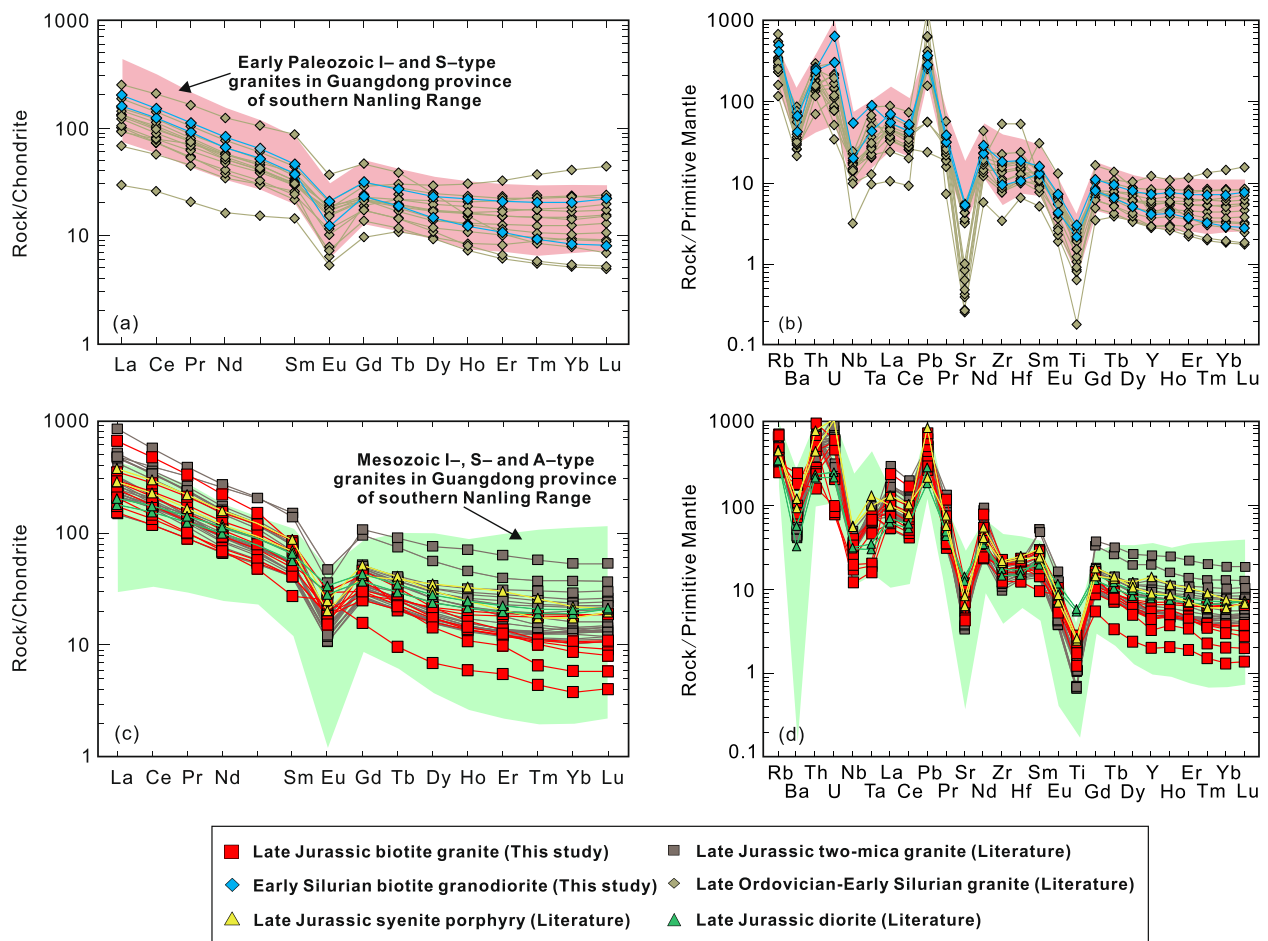 1000
100
10
1
Rock/Chondrite
Early Paleozoic I– and S–type
granites in Guangdong province
of southern Nanling Range
(a)
La Ce Pr Nd Sm Eu Gd Tb Dy Ho Er Tm Yb Lu
1000
100
10
1
0.1
Rock/Primitive Mantle
(b)
Rb Th Nb La Pb Sr Zr Sm Ti Tb Y Er Yb
Ba U Ta Ce Pr Nd Hf Eu Gd Dy Ho Tm Lu
1000
100
10
1
Rock/Chondrite
Mesozoic I–, S– and A–type
granites in Guangdong province
of southern Nanling Range
(c)
La Ce Pr Nd Sm Eu Gd Tb Dy Ho Er Tm Yb Lu
1000
100
10
1
0.1
Rock/Primitive Mantle
(d)
Rb Th Nb La Pb Sr Zr Sm Ti Tb Y Er Yb
Ba U Ta Ce Pr Nd Hf Eu Gd Dy Ho Tm Lu
Late Jurassic biotite granite (This study)
Late Jurassic two-mica granite (Literature)
Early Silurian biotite granodiorite (This study)
Late Ordovician-Early Silurian granite (Literature)
Late Jurassic syenite porphyry (Literature)
Late Jurassic diorite (Literature)